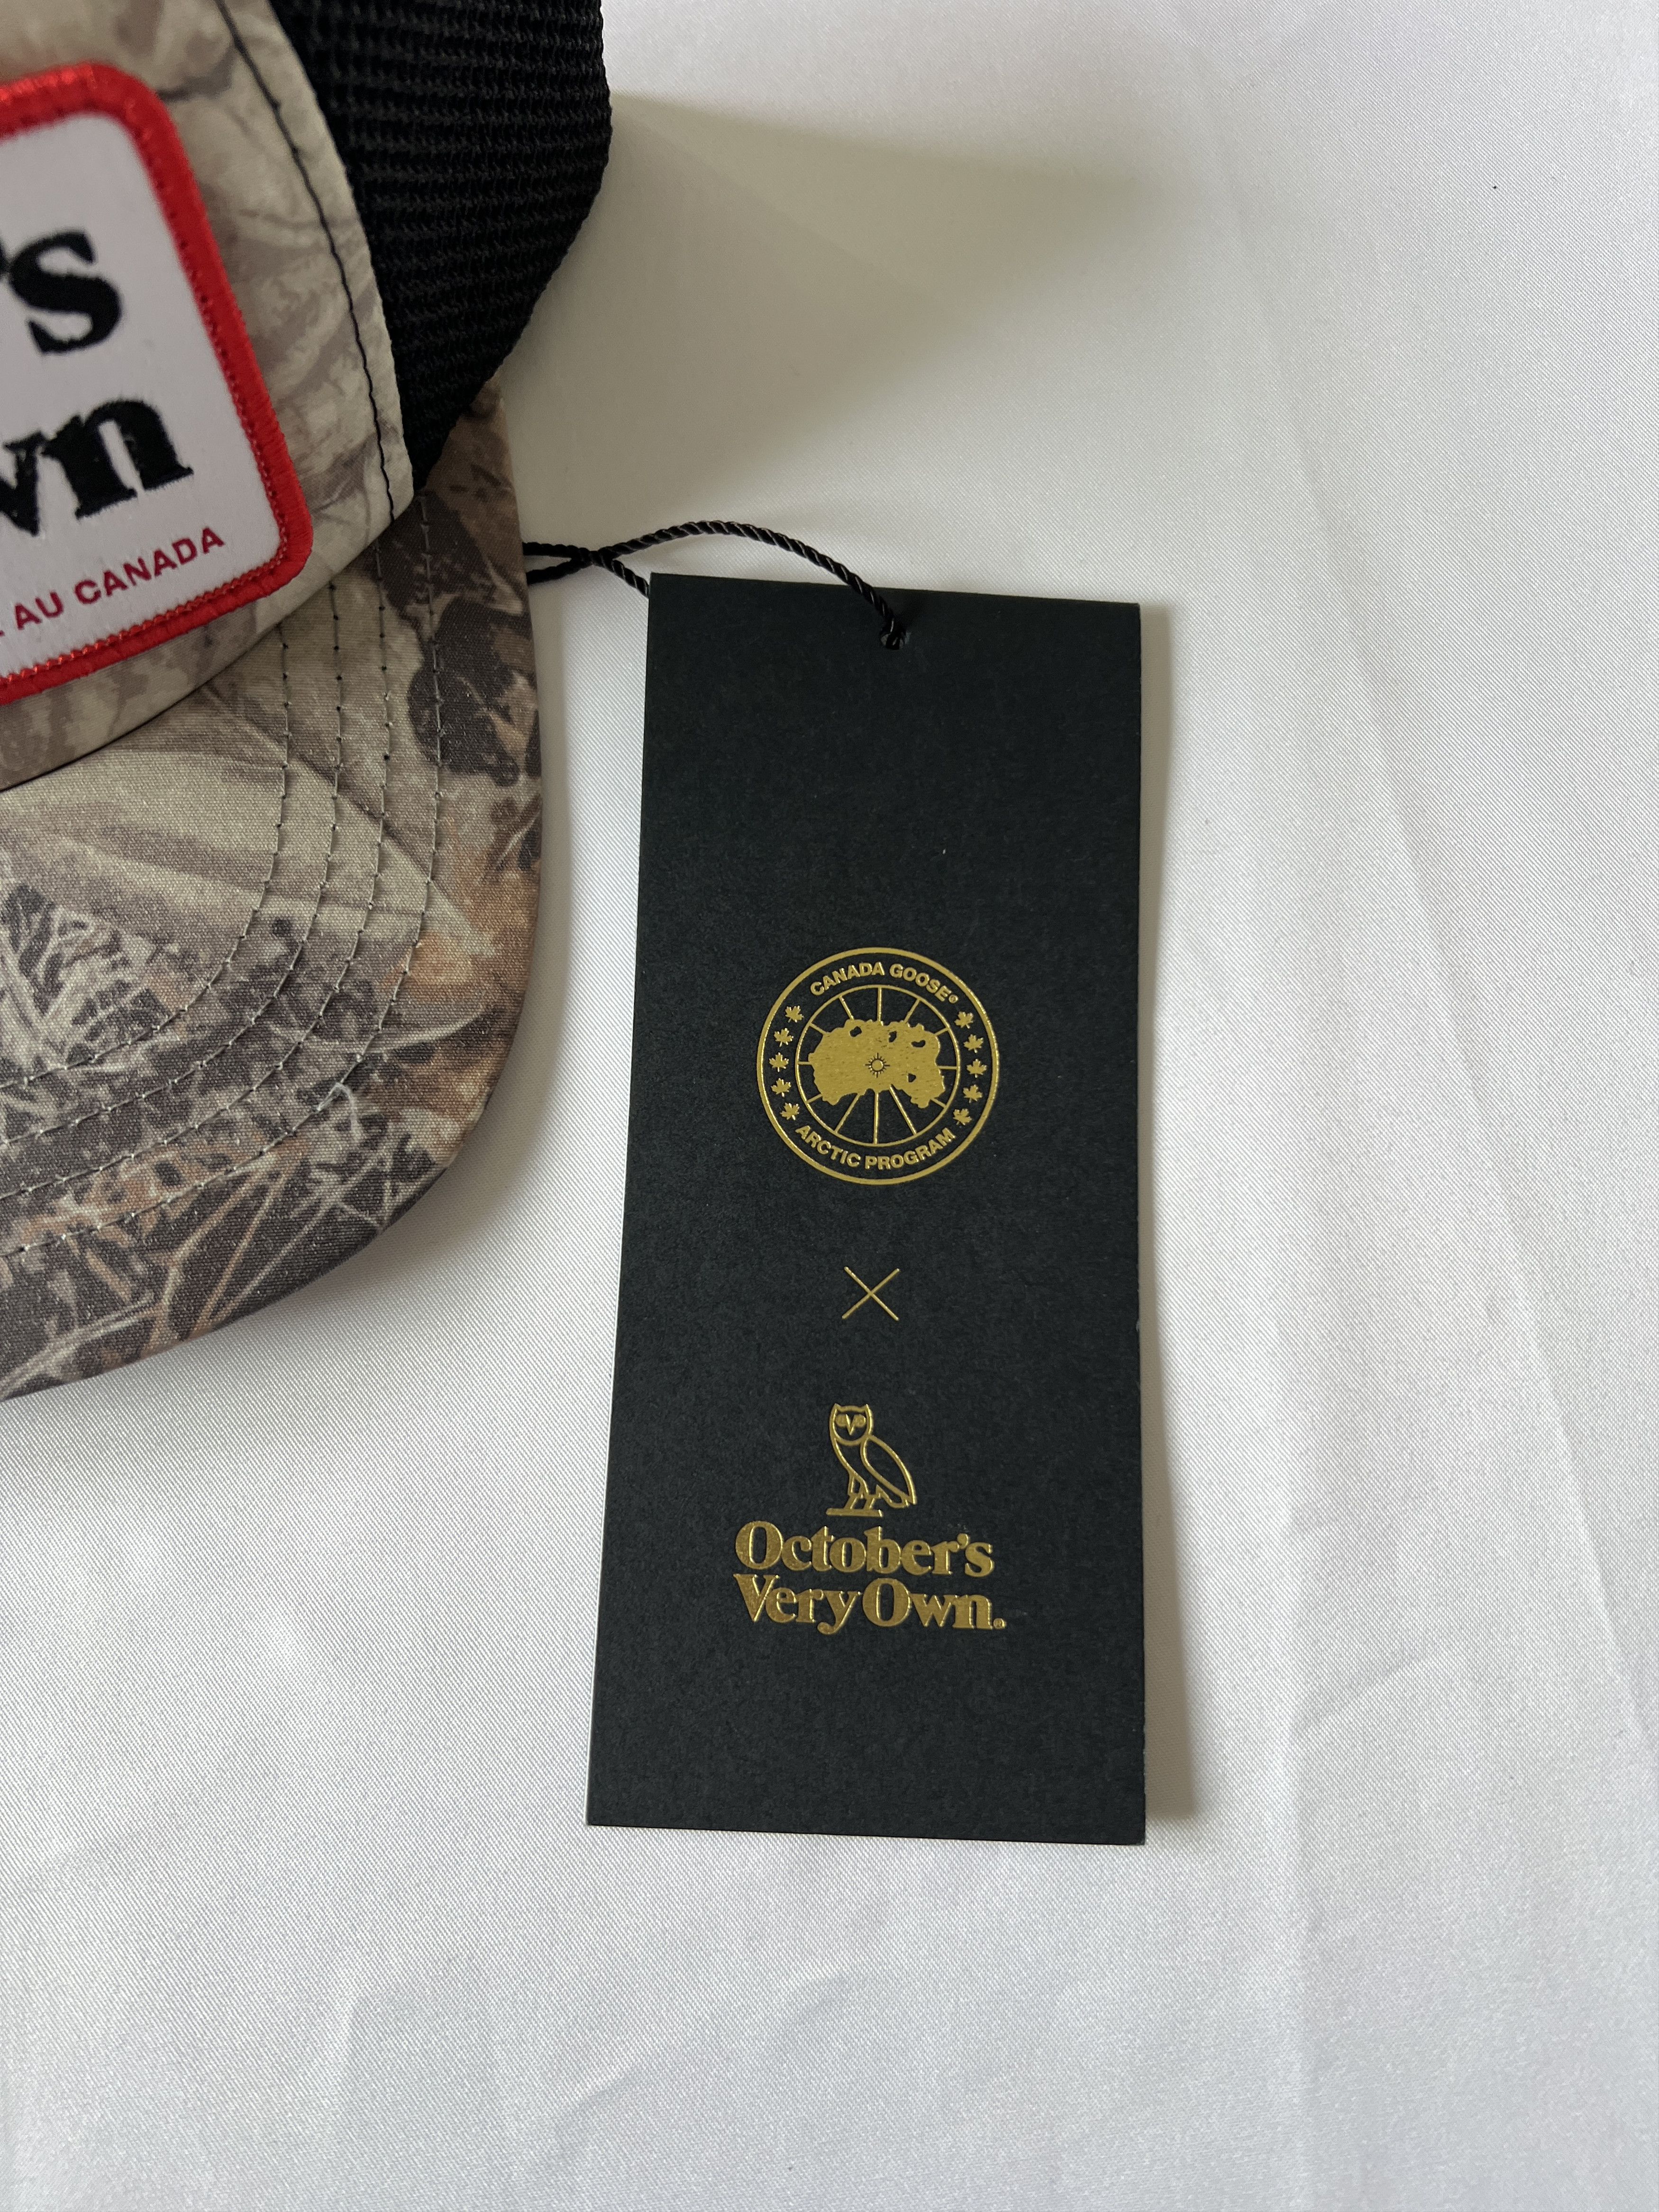 's
wn
AU CANADA
CANADA GOOSE®
ARCTIC PROGRAM
×
October's
Very Own.